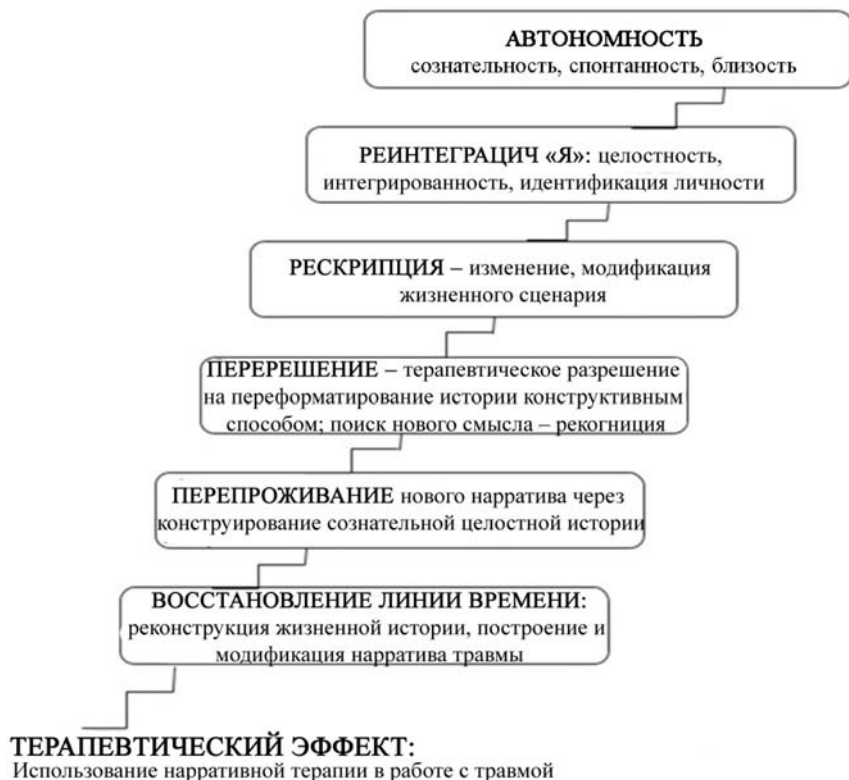 АВТОНОМНОСТЬ
сознательность, спонтанность, близость
РЕИНТЕГРАЦИЧ «Я»: целостность,
интегрированность, идентификация личности
РЕСКРИПЦИЯ – изменение, модификация
жизненного сценария
ПЕРЕРЕШЕНИЕ – терапевтическое разрешение
на переформатирование истории конструктивным
способом; поиск нового смысла – рекогниция
ПЕРЕПРОЖИВАНИЕ нового нарратива через
конструирование сознательной целостной истории
ВОССТАНОВЛЕНИЕ ЛИНИИ ВРЕМЕНИ:
реконструкция жизненной истории, построение и
модификация нарратива травмы
ТЕРАПЕВТИЧЕСКИЙ ЭФФЕКТ:
Использование нарративной терапии в работе с травмой